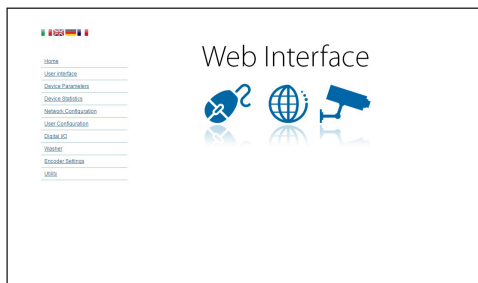 Web Interface
Home
User Interface
Device Parameters
Device Statistics
Network Configuration
User Configuration
Digital I/O
Washer
Encoder Settings
Utility